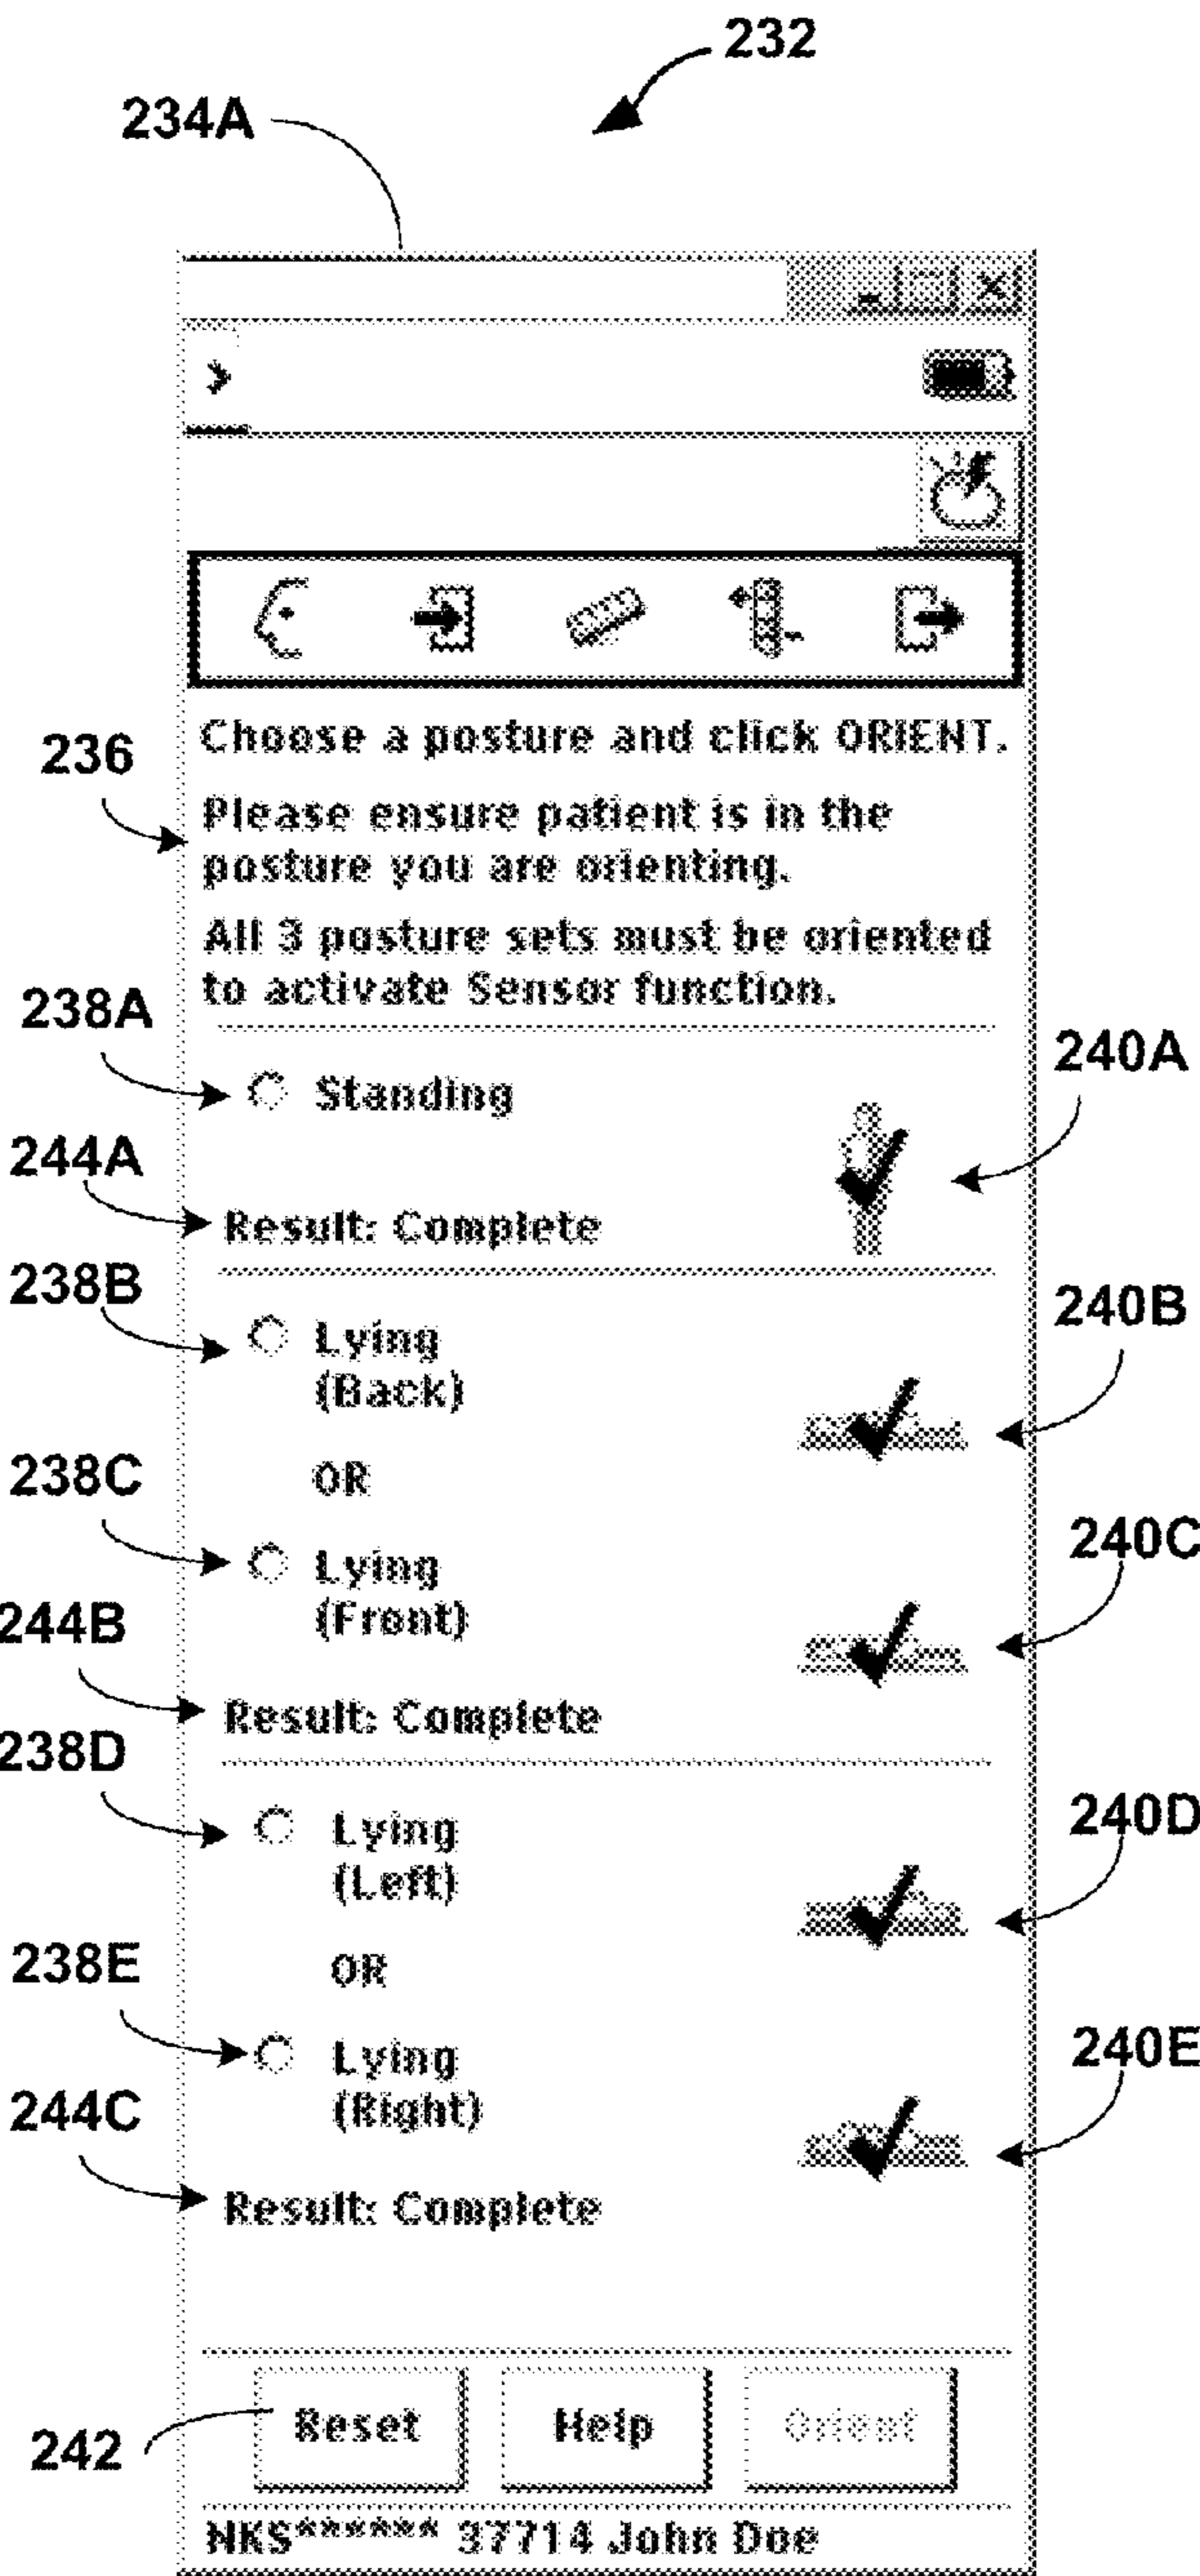 232
234A
Choose a posture and click ORIENT.
236
Please ensure patient is in the
posture you are orienting.
All 3 posture sets must be oriented
to activate Sensor function.
238A
Standing
240A
244A
Result: Complete
238B
Lying
(Back)
240B
OR
238C
Lying
(Front)
240C
244B
Result: Complete
238D
Lying
(Left)
240D
OR
238E
Lying
(Right)
240E
244C
Result: Complete
242
Reset Help Orient
NKS****** 37714 John Doe